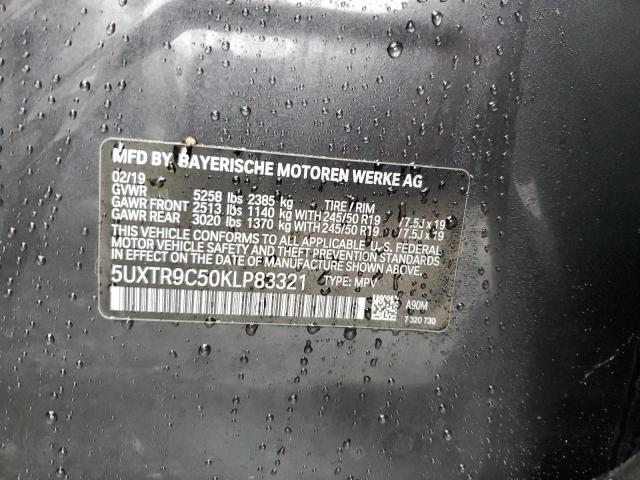 MFD BY BAYERISCHE MOTOREN WERKE AG
02/19
GVWR 5258 lbs 2385 kg TIRE / RIM
GAWR FRONT 2513 lbs 1140 kg WITH 245/50 R19 / 7.5J x 19
GAWR REAR 3020 lbs 1370 kg WITH 245/50 R19 / 7.5J x 19
THIS VEHICLE CONFORMS TO ALL APPLICABLE U. S. FEDERAL
MOTOR VEHICLE SAFETY AND THEFT PREVENTION STANDARDS
IN EFFECT ON THE DATE OF MANUFACTURE SHOWN ABOVE.
5UXTR9C50KLP83321 TYPE: MPV
A90M
7 320 730